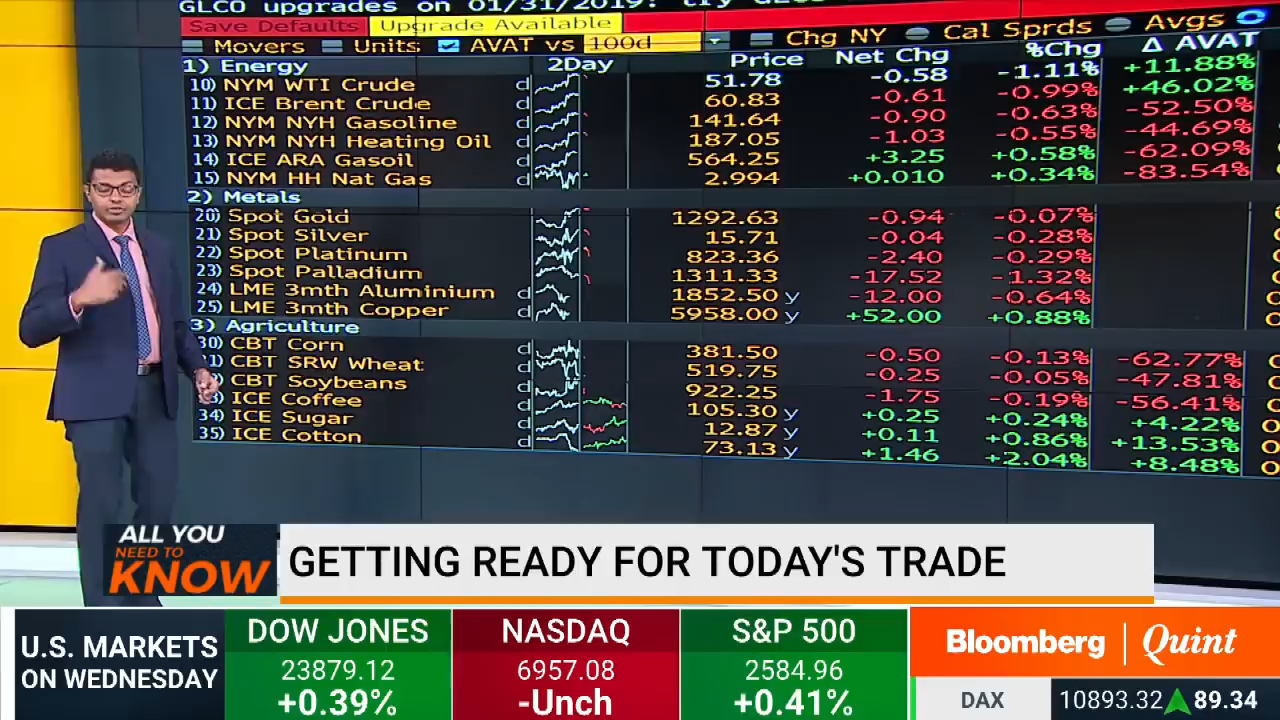 GLCO upgrades on 01/31/2019: try
Save Defaults Upgrade Available
Movers Units AVAT vs 100d Chg NY Cal Sprds Avgs
2Day Price Net Chg %Chg Δ AVAT
1) Energy
10) NYM WTI Crude d 51.78 -0.58 -1.11% +11.88%
11) ICE Brent Crude d 60.83 -0.61 -0.99% +46.02%
12) NYM NYH Gasoline d 141.64 -0.90 -0.63% -52.50%
13) NYM NYH Heating Oil d 187.05 -1.03 -0.55% -44.69%
14) ICE ARA Gasoil d 564.25 +3.25 +0.58% -62.09%
15) NYM HH Nat Gas d 2.994 +0.010 +0.34% -83.54%
2) Metals
20) Spot Gold 1292.63 -0.94 -0.07%
21) Spot Silver 15.71 -0.04 -0.28%
22) Spot Platinum 823.36 -2.40 -0.29%
23) Spot Palladium 1311.33 -17.52 -1.32%
24) LME 3mth Aluminium d 1852.50 y -12.00 -0.64%
25) LME 3mth Copper d 5958.00 y +52.00 +0.88%
3) Agriculture
30) CBT Corn d 381.50 -0.50 -0.13% -62.77%
31) CBT SRW Wheat d 519.75 -0.25 -0.05% -47.81%
CBT Soybeans d 922.25 -1.75 -0.19% -56.41%
ICE Coffee d 105.30 y +0.25 +0.24% +4.22%
34) ICE Sugar d 12.87 y +0.11 +0.86% +13.53%
35) ICE Cotton d 73.13 y +1.46 +2.04% +8.48%
ALL YOU
NEED TO
KNOW
GETTING READY FOR TODAY'S TRADE
U.S. MARKETS
ON WEDNESDAY
DOW JONES
23879.12
+0.39%
NASDAQ
6957.08
-Unch
S&P 500
2584.96
+0.41%
Bloomberg | Quint
DAX 10893.32 89.34